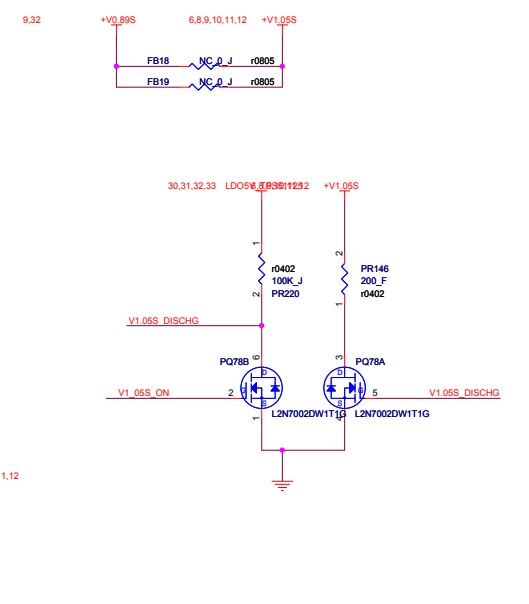 9,32 +V0.89S 6,8,9,10,11,12 +V1.05S
FB18 NC_0_J r0805
FB19 NC_0_J r0805
30,31,32,33 +V1.05S
1 2
r0402 PR146
100K_J 200_F
2 PR220 1 r0402
V1.05S_DISCHG
6 3
PQ78B PQ78A
D D
V1_05S_ON 2 G G 5 V1.05S_DISCHG
S S
L2N7002DW1T1G L2N7002DW1T1G
1 4
1,12